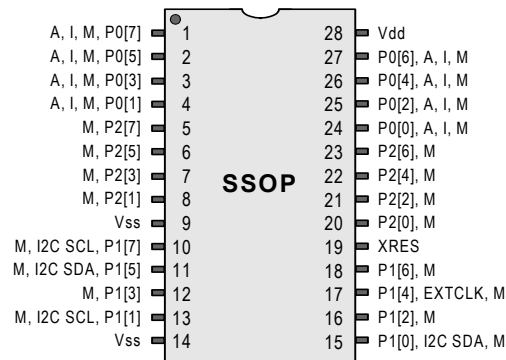 A, I, M, P0[7] 1 28 Vdd
A, I, M, P0[5] 2 27 P0[6], A, I, M
A, I, M, P0[3] 3 26 P0[4], A, I, M
A, I, M, P0[1] 4 25 P0[2], A, I, M
M, P2[7] 5 24 P0[0], A, I, M
M, P2[5] 6 23 P2[6], M
M, P2[3] 7 22 P2[4], M
SSOP
M, P2[1] 8 21 P2[2], M
Vss 9 20 P2[0], M
M, I2C SCL, P1[7] 10 19 XRES
M, I2C SDA, P1[5] 11 18 P1[6], M
M, P1[3] 12 17 P1[4], EXTCLK, M
M, I2C SCL, P1[1] 13 16 P1[2], M
Vss 14 15 P1[0], I2C SDA, M